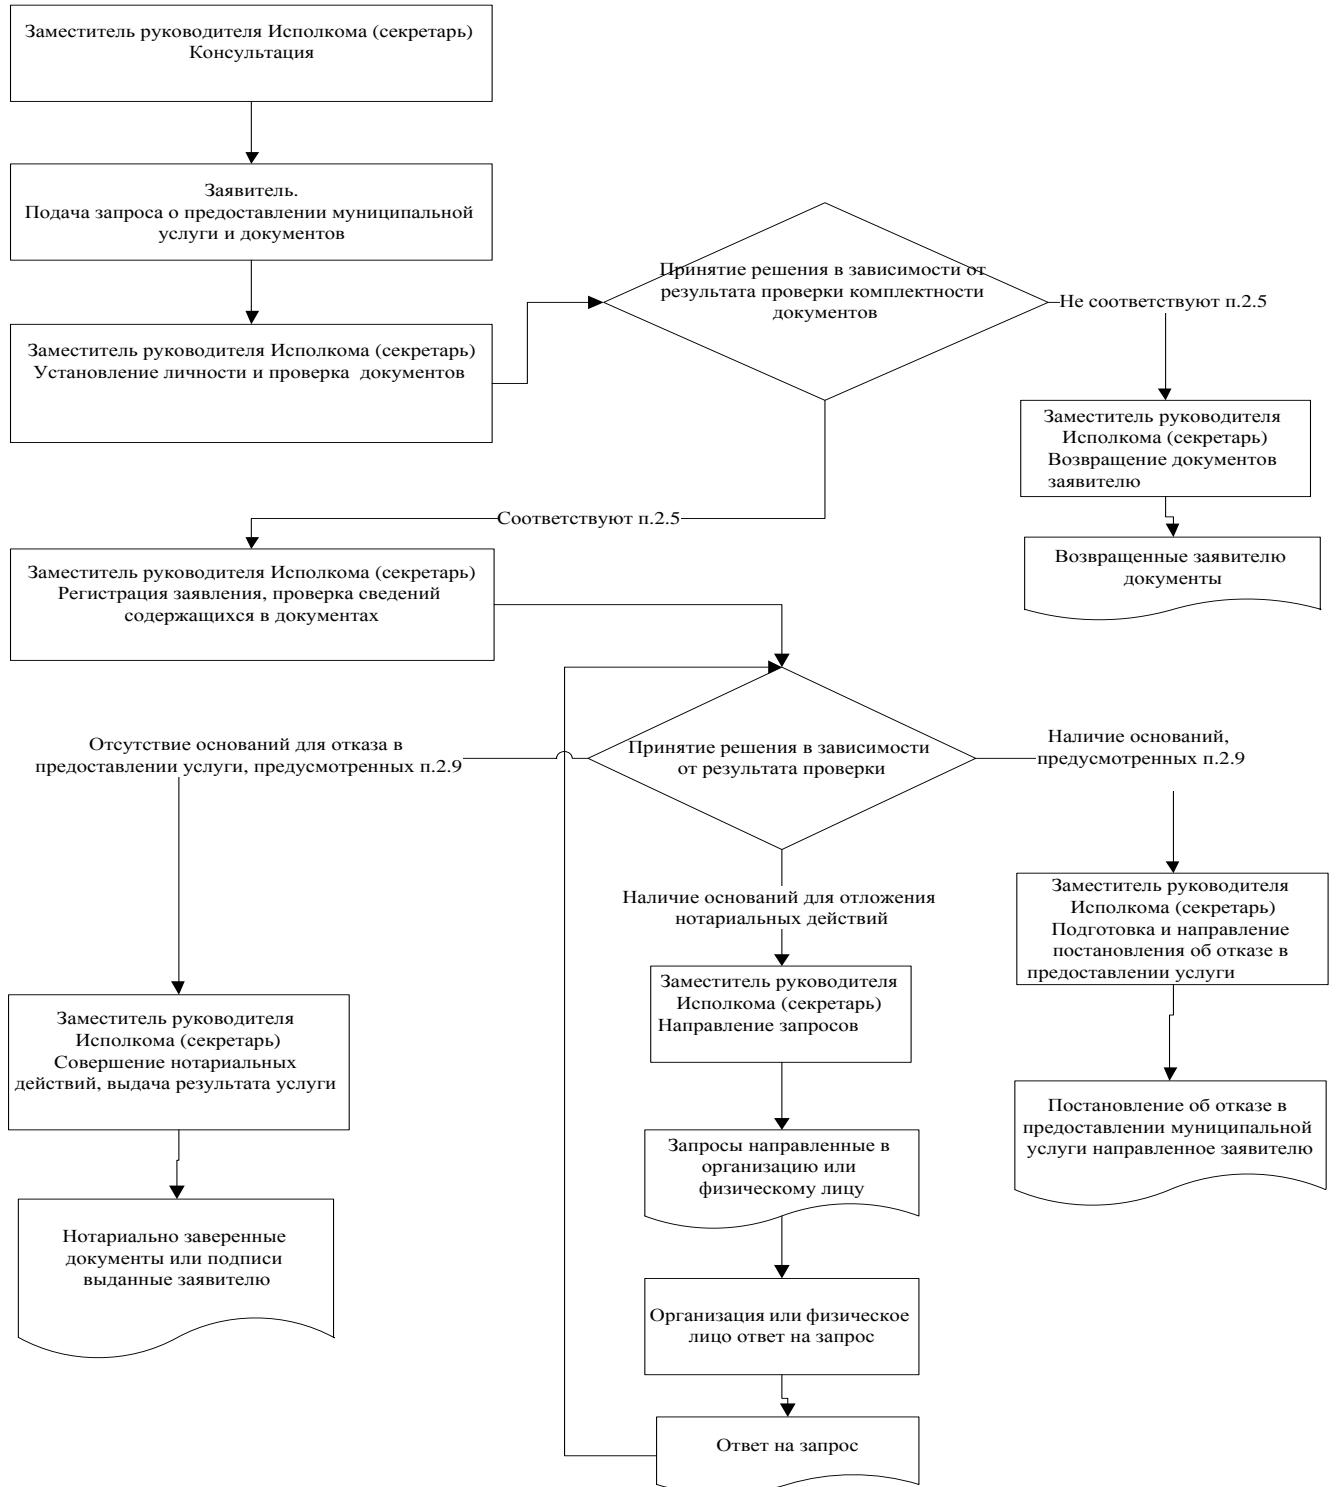 Заместитель руководителя Исполкома (секретарь)
Консультация
Заявитель.
Подача запроса о предоставлении муниципальной
услуги и документов
Заместитель руководителя Исполкома (секретарь)
Установление личности и проверка документов
Принятие решения в зависимости от
результата проверки комплектности
документов
Не соответствуют п.2.5
Заместитель руководителя
Исполкома (секретарь)
Возвращение документов
заявителю
Возвращенные заявителю
документы
Соответствуют п.2.5
Заместитель руководителя Исполкома (секретарь)
Регистрация заявления, проверка сведений
содержащихся в документах
Принятие решения в зависимости
от результата проверки
Отсутствие оснований для отказа в
предоставлении услуги, предусмотренных п.2.9
Наличие оснований,
предусмотренных п.2.9
Наличие оснований для отложения
нотариальных действий
Заместитель руководителя
Исполкома (секретарь)
Подготовка и направление
постановления об отказе в
предоставлении услуги
Заместитель руководителя
Исполкома (секретарь)
Направление запросов
Заместитель руководителя
Исполкома (секретарь)
Совершение нотариальных
действий, выдача результата услуги
Постановление об отказе в
предоставлении муниципальной
услуги направленное заявителю
Запросы направленные в
организацию или
физическому лицу
Нотариально заверенные
документы или подписи
выданные заявителю
Организация или физическое
лицо ответ на запрос
Ответ на запрос